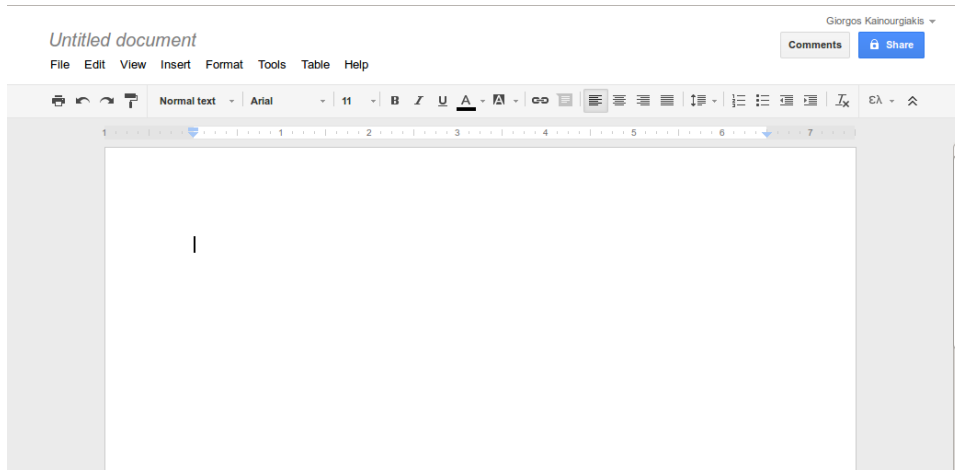 Giorgos Kainourgiakis
Untitled document
Comments
Share
File Edit View Insert Format Tools Table Help
Normal text Arial 11 B I U A A ελ
1 1 2 3 4 5 6 7